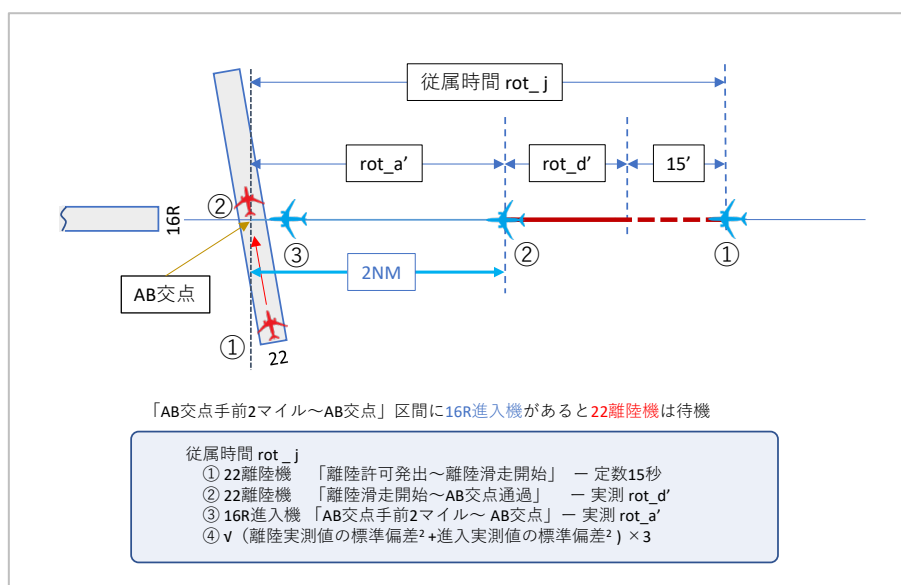 従属時間 rot_ j
rot_a’
rot_d’
15’
②
16R
③
②
①
2NM
AB交点
①
22
「AB交点手前2マイル～AB交点」区間に16R進入機があると22離陸機は待機
従属時間 rot _ j
① 22離陸機 「離陸許可発出～離陸滑走開始」 ー 定数15秒
② 22離陸機 「離陸滑走開始～AB交点通過」 ー 実測 rot_d’
③ 16R進入機 「AB交点手前2マイル～ AB交点」ー 実測 rot_a’
④ √（離陸実測値の標準偏差² +進入実測値の標準偏差² ) ×3